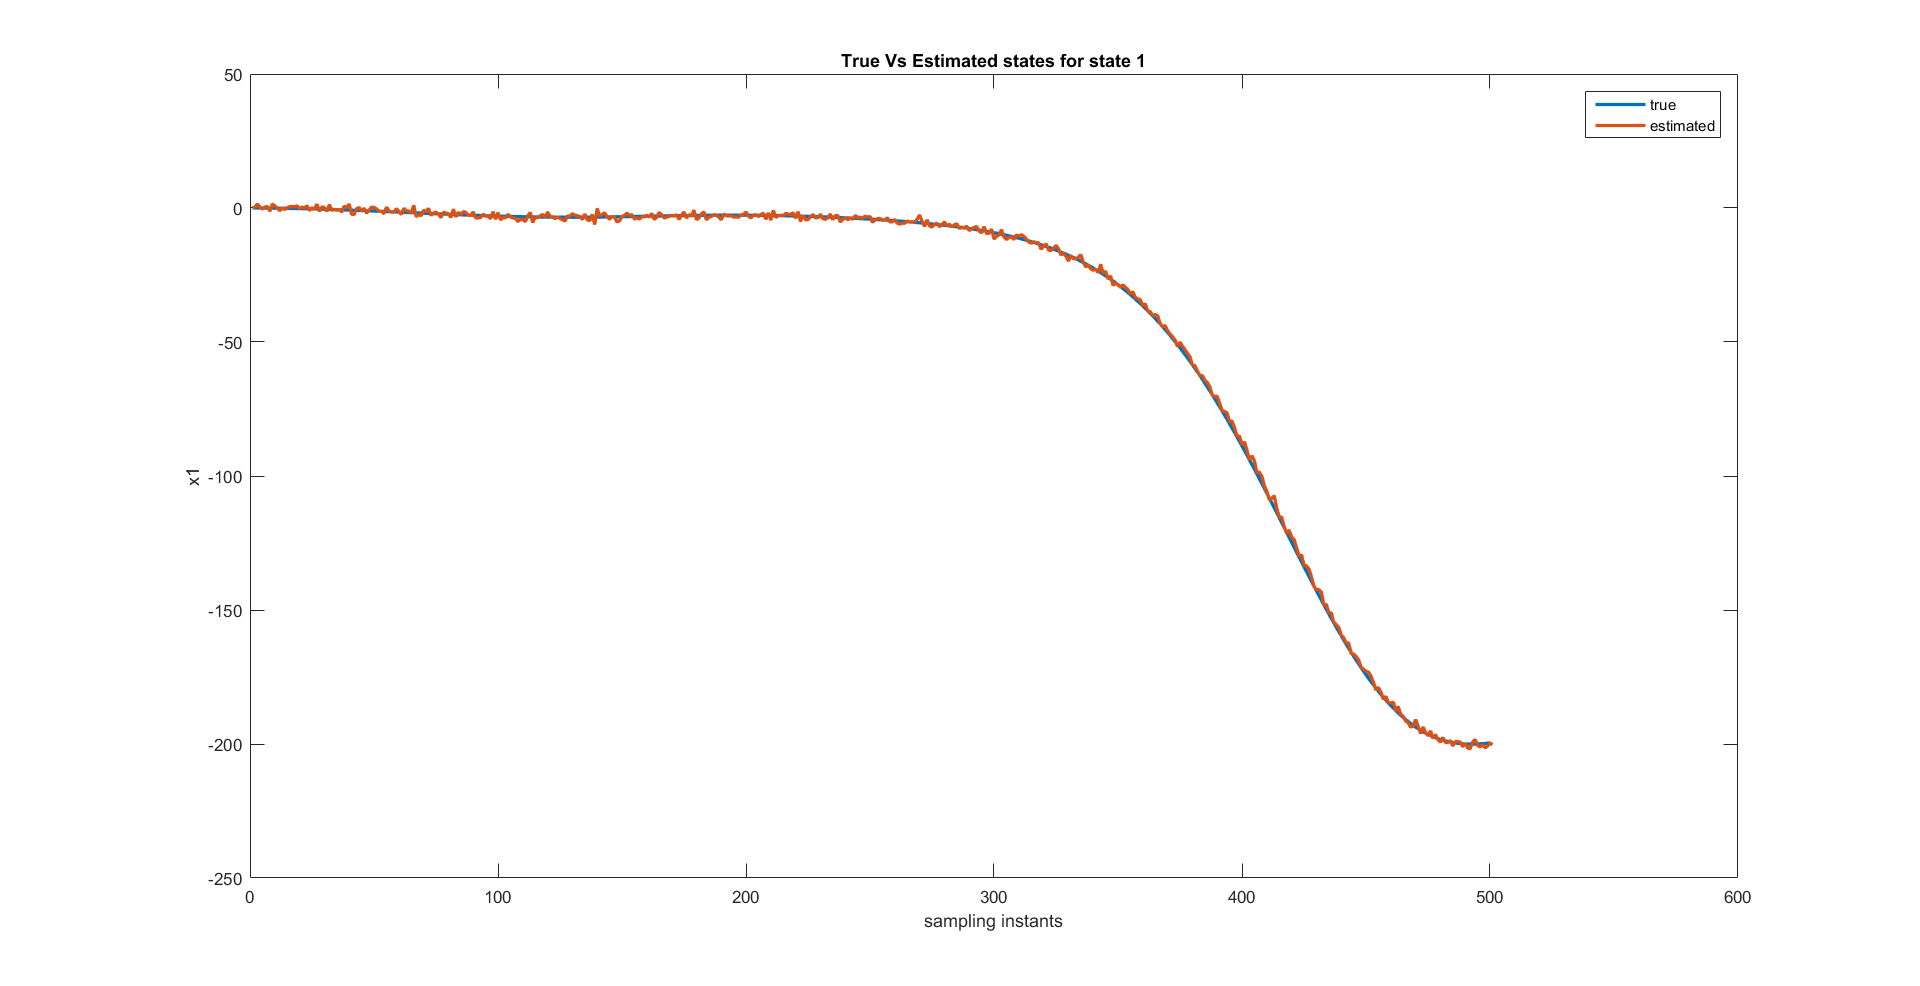 True Vs Estimated states for state 1
50
true
estimated
0
-50
x1
-100
-150
-200
-250
0 100 200 300 400 500 600
sampling instants